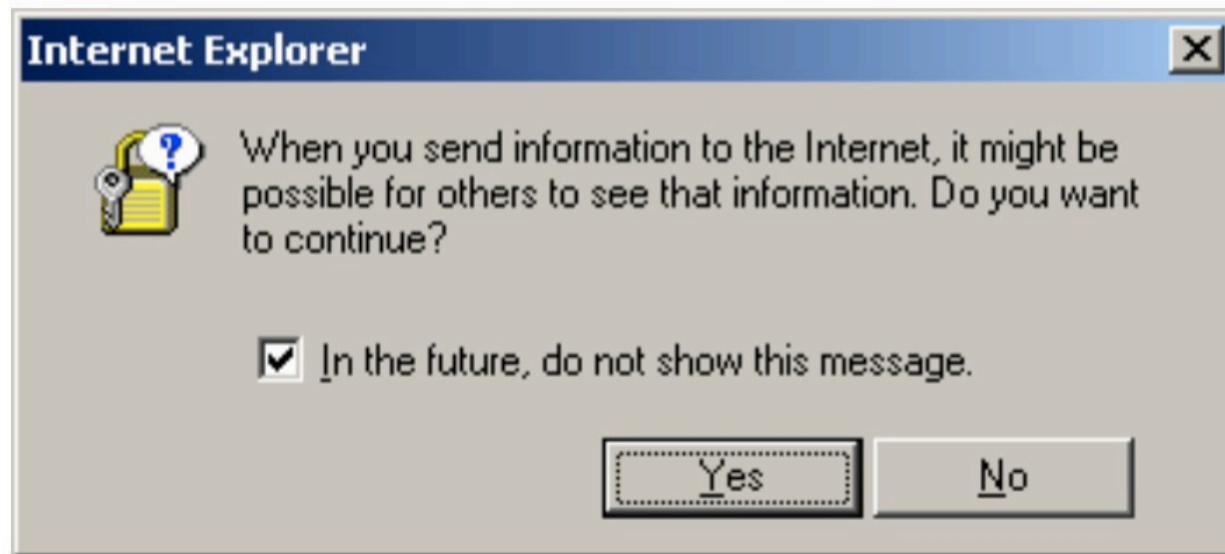 Internet Explorer
When you send information to the Internet, it might be
possible for others to see that information. Do you want
to continue?
In the future, do not show this message.
Yes
No